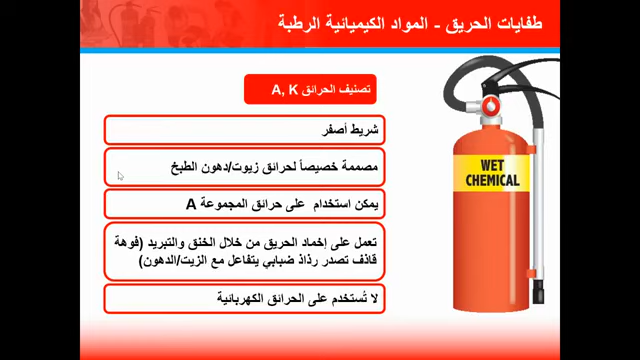 طفايات الحريق - المواد الكيميائية الرطبة
تصنيف الحرائق A, K
شريط أصفر
مصممة خصيصاً لحرائق زيوت/دهون الطبخ
يمكن استخدام على حرائق المجموعة A
تعمل على إخماد الحريق من خلال الخنق والتبريد (فوهة
قاذف تصدر رذاذ ضبابي يتفاعل مع الزيت/الدهون)
لا تُستخدم على الحرائق الكهربائية
WET
CHEMICAL